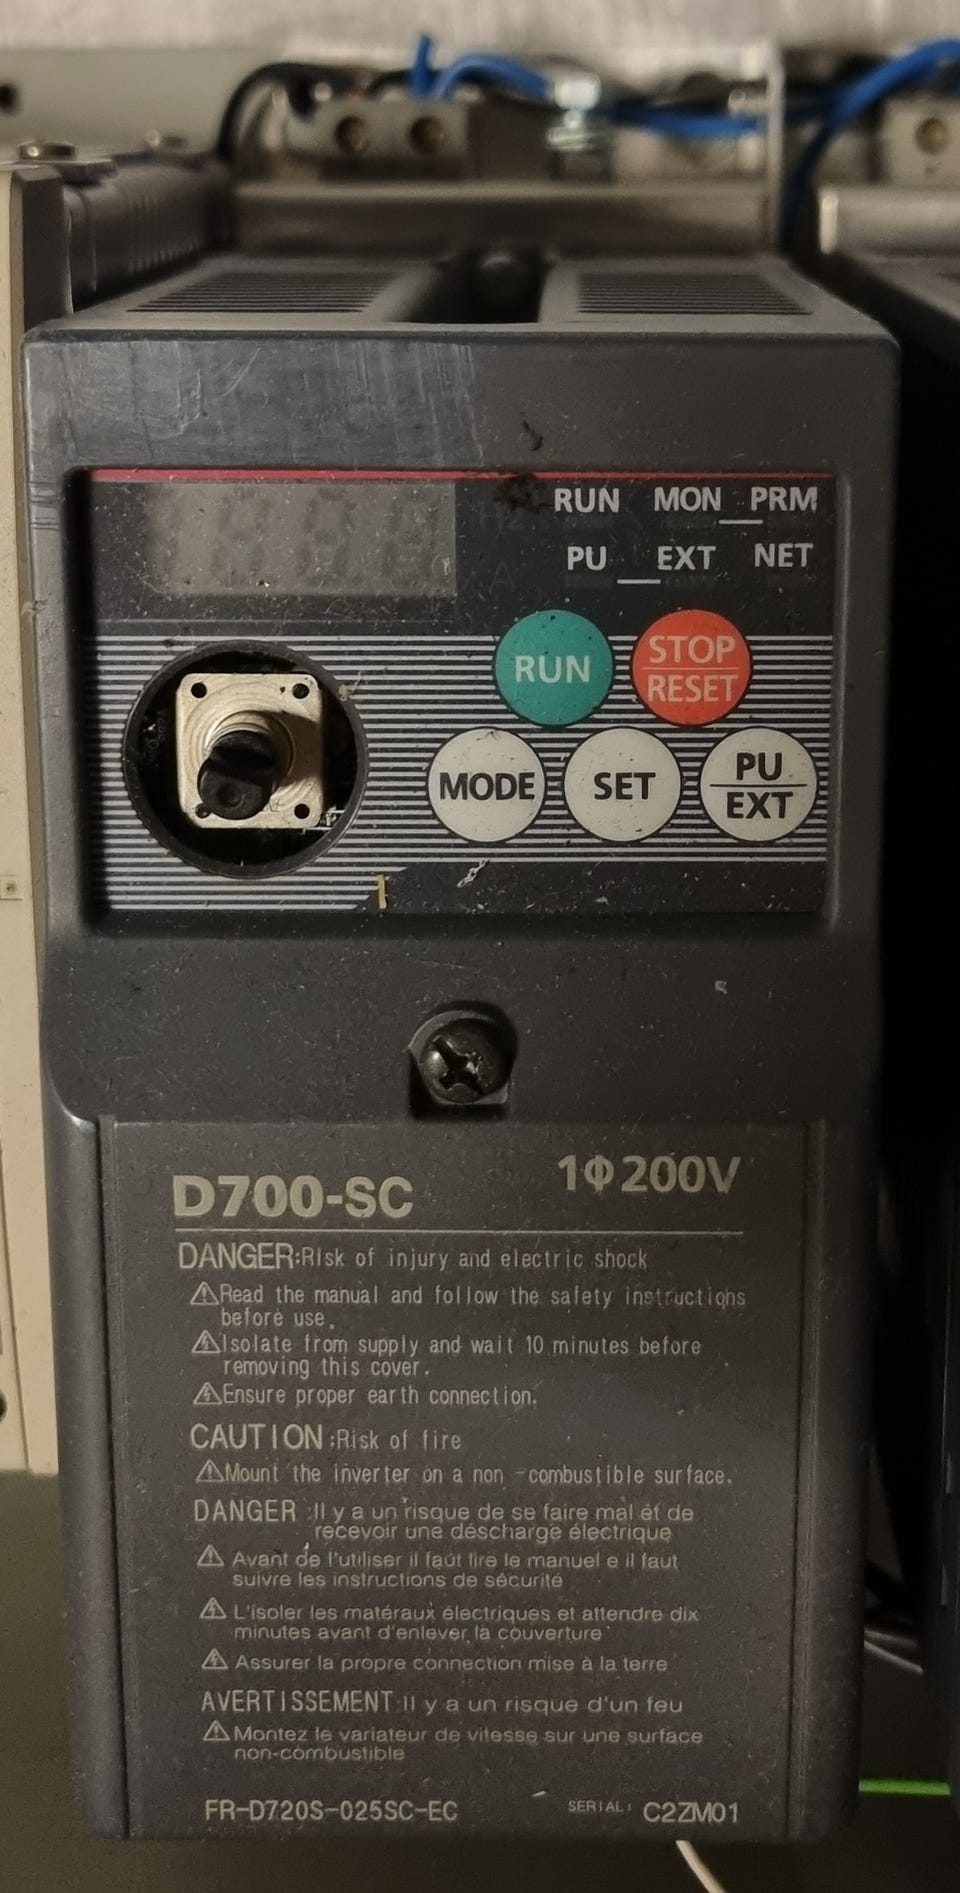 RUN MON PRM
PU EXT NET
RUN STOP RESET
MODE SET PU EXT
D700-SC 1Φ200V
DANGER:Risk of injury and electric shock
Read the manual and follow the safety instructions
before use.
Isolate from supply and wait 10 minutes before
removing this cover.
Ensure proper earth connection.
CAUTION:Risk of fire
Mount the inverter on a non-combustible surface.
DANGER :Il y a un risque de se faire mal et de
recevoir une déscharge électrique
Avant de l'utiliser il faut lire le manuel e il faut
suivre les instructions de sécurité
L'isoler les matéraux électriques et attendre dix
minutes avant d'enlever la couverture
Assurer la propre connection mise à la terre
AVERTISSEMENT:Il y a un risque d'un feu
Montez le variateur de vitesse sur une surface
non-combustible
FR-D720S-025SC-EC SERIAL: C2ZM01